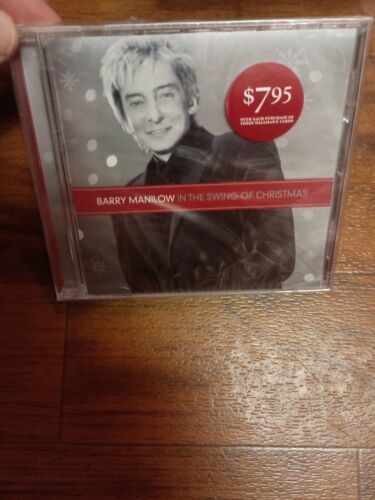 $7.95
WITH EACH PURCHASE OF
THREE HALLMARK CARDS
BARRY MANILOW IN THE SWING OF CHRISTMAS